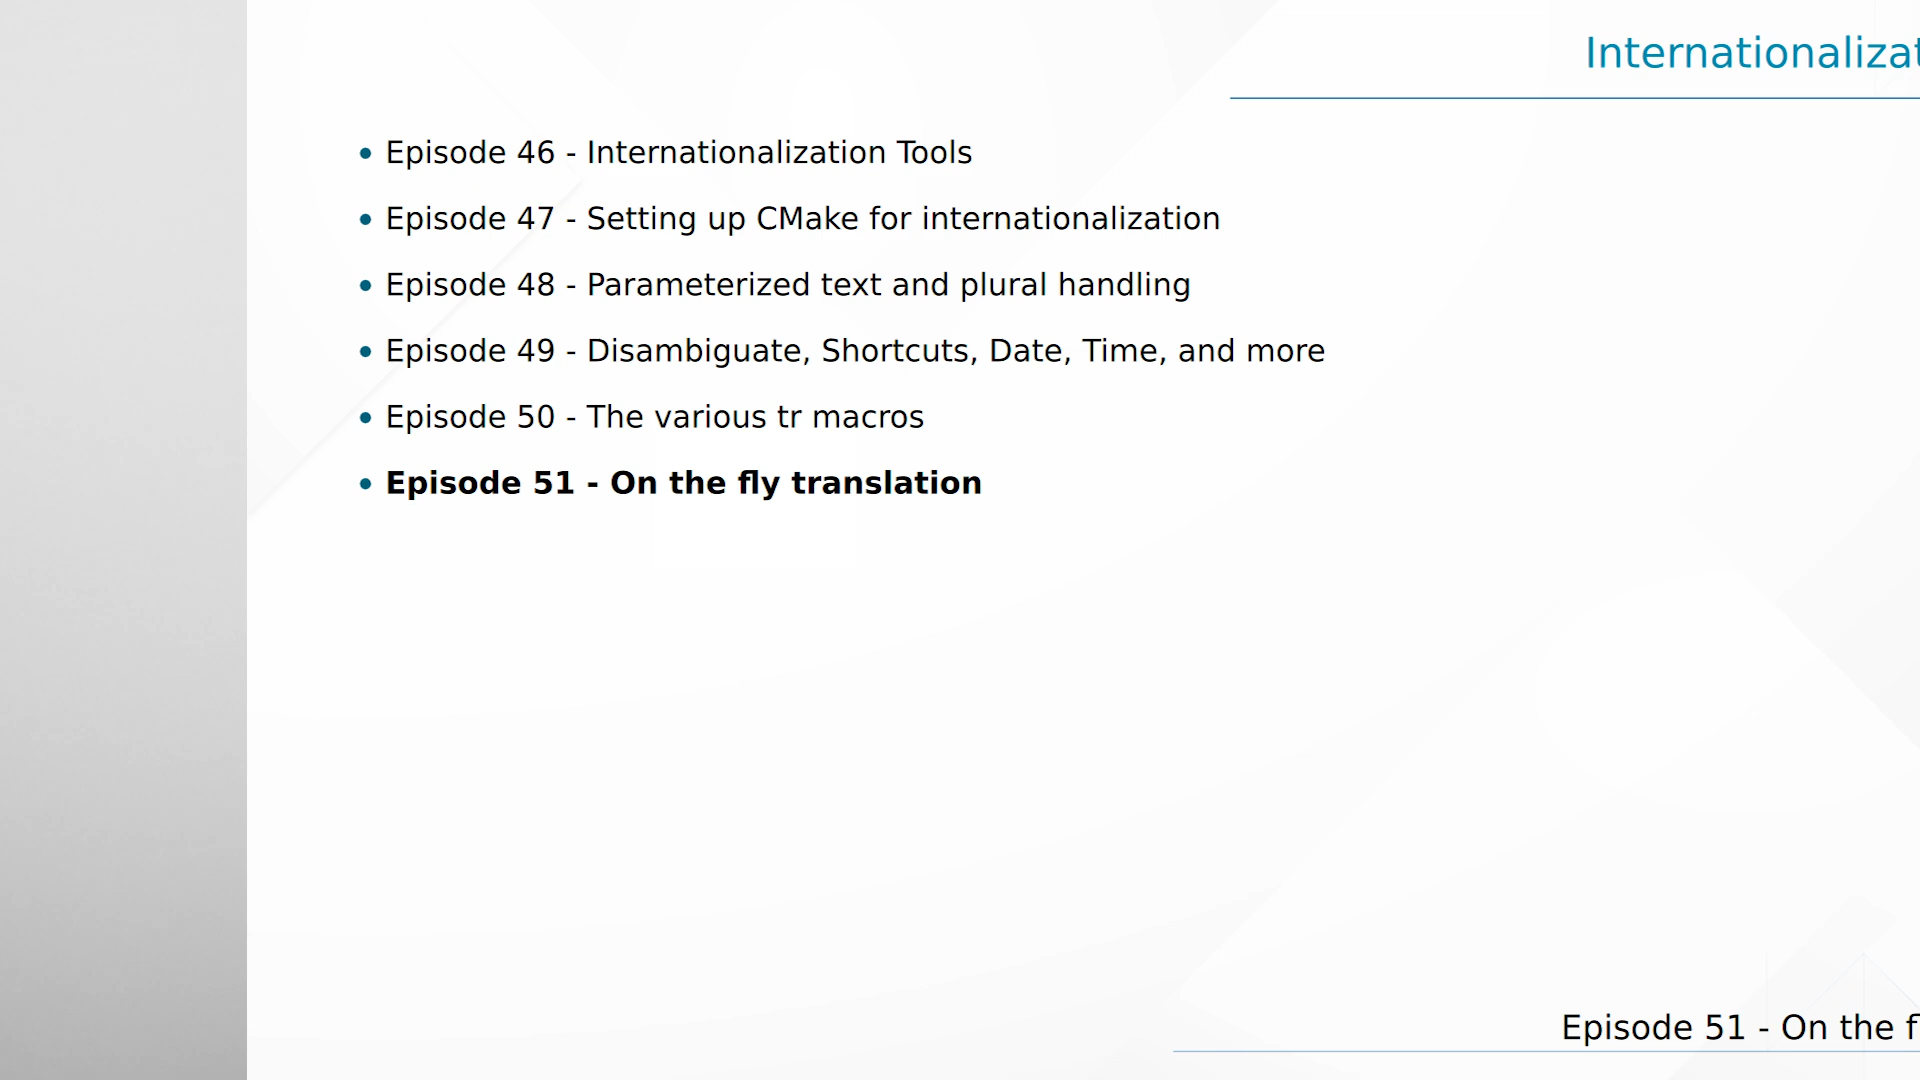 Internationalizat
Episode 46 - Internationalization Tools
Episode 47 - Setting up CMake for internationalization
Episode 48 - Parameterized text and plural handling
Episode 49 - Disambiguate, Shortcuts, Date, Time, and more
Episode 50 - The various tr macros
Episode 51 - On the fly translation
Episode 51 - On the f